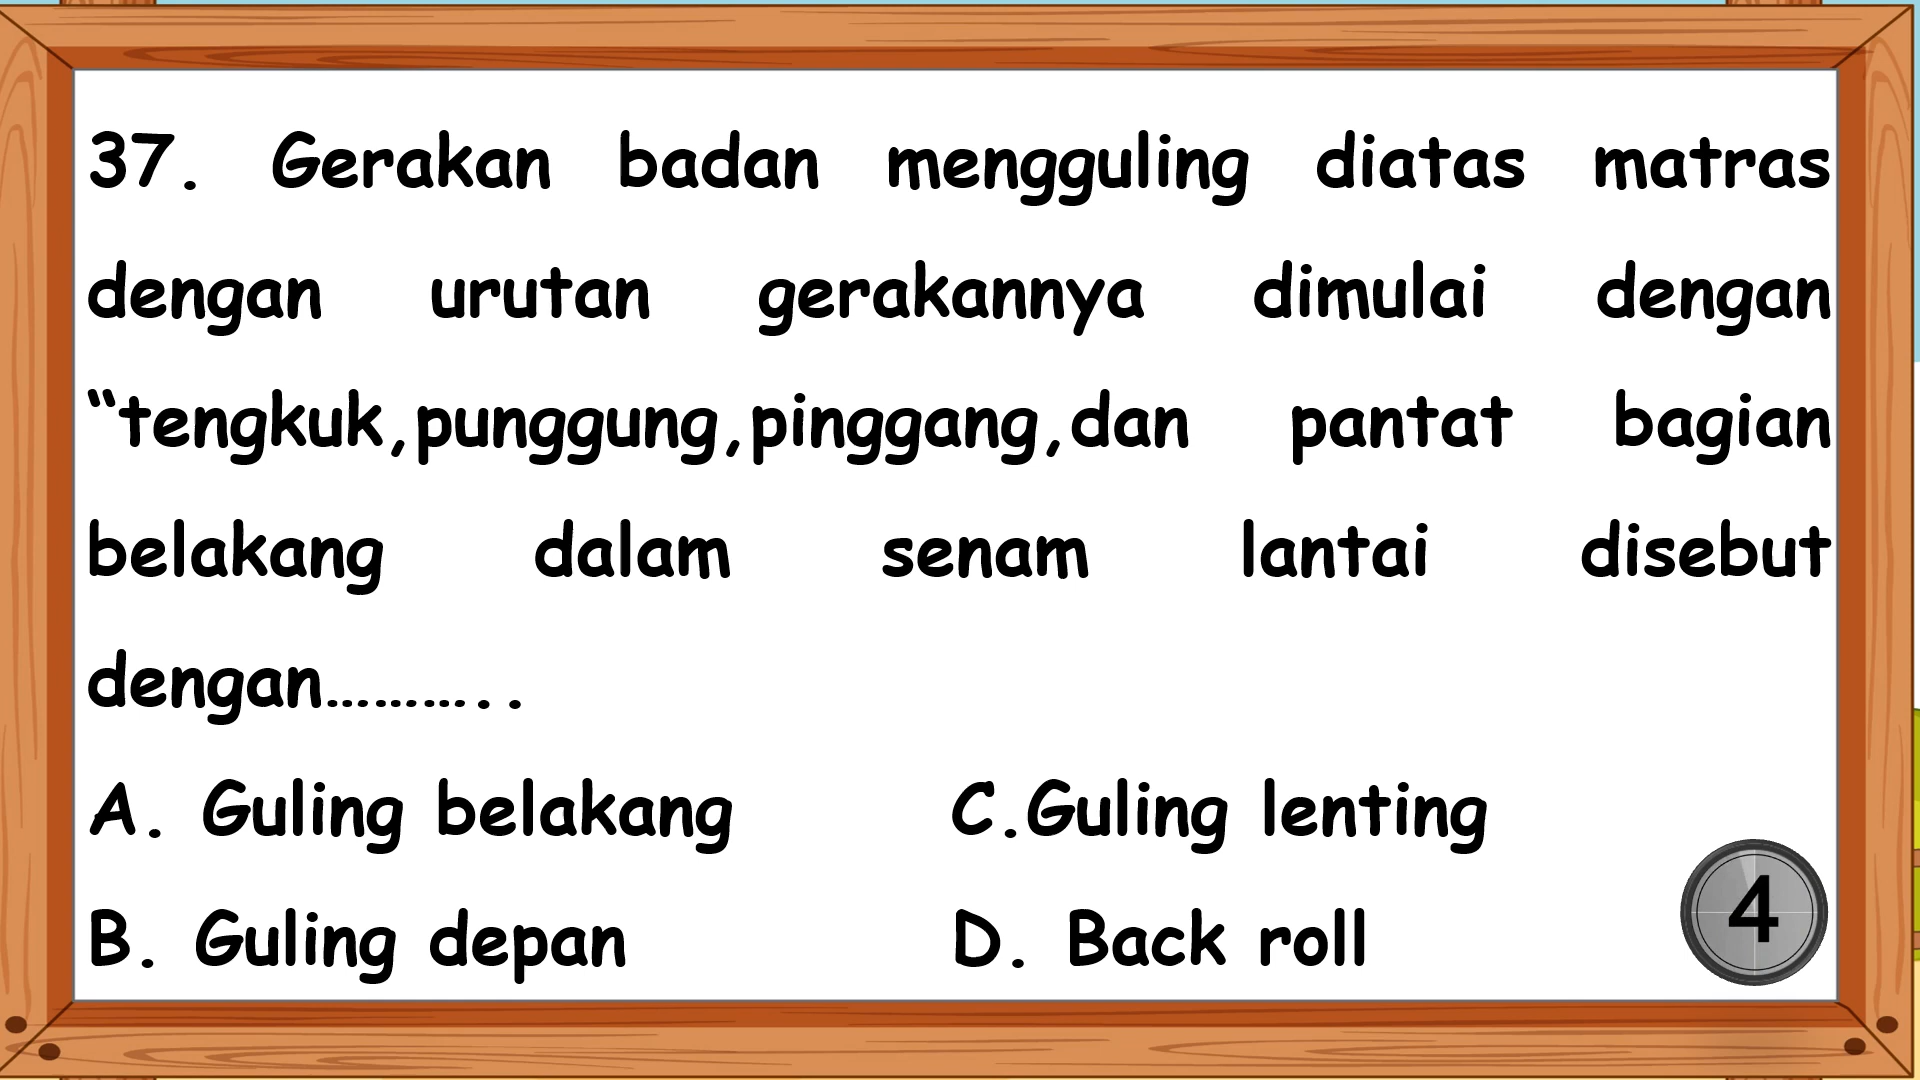 37. Gerakan badan mengguling diatas matras
dengan urutan gerakannya dimulai dengan
“tengkuk,punggung,pinggang,dan pantat bagian
belakang dalam senam lantai disebut
dengan………..
A. Guling belakang C.Guling lenting
B. Guling depan D. Back roll
4